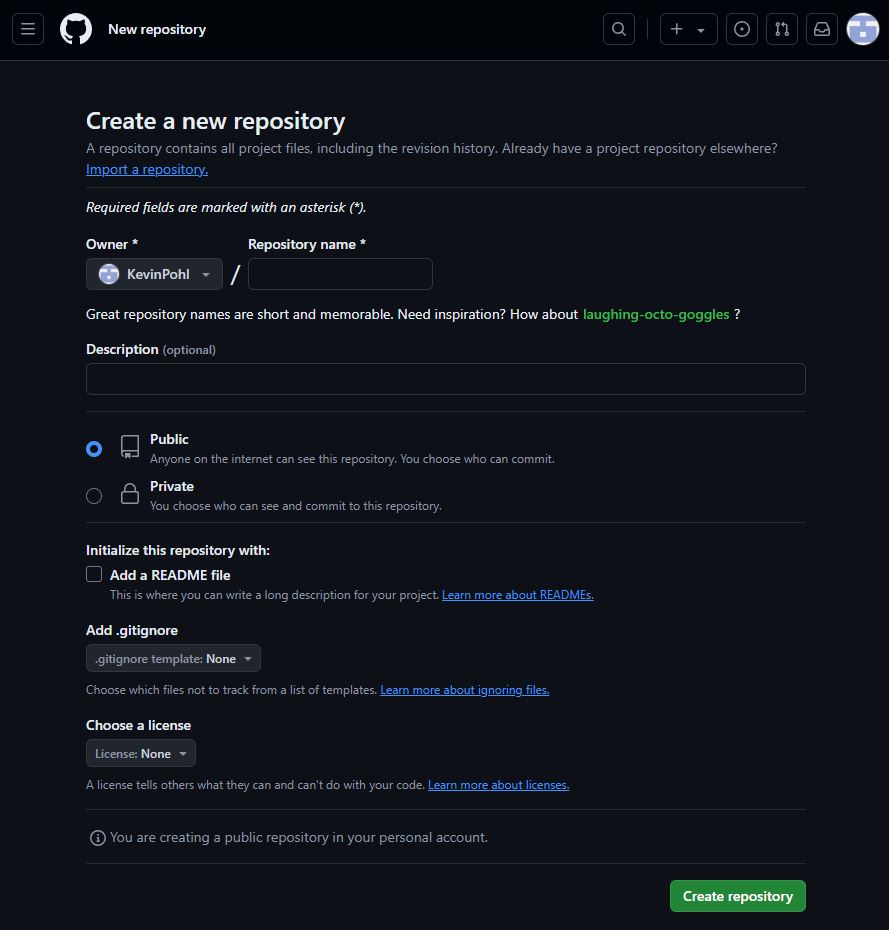 New repository
Create a new repository
A repository contains all project files, including the revision history. Already have a project repository elsewhere?
Import a repository.
Required fields are marked with an asterisk (*).
Owner * Repository name *
KevinPohl /
Great repository names are short and memorable. Need inspiration? How about laughing-octo-goggles ?
Description (optional)
Public
Anyone on the internet can see this repository. You choose who can commit.
Private
You choose who can see and commit to this repository.
Initialize this repository with:
Add a README file
This is where you can write a long description for your project. Learn more about READMEs.
Add .gitignore
.gitignore template: None
Choose which files not to track from a list of templates. Learn more about ignoring files.
Choose a license
License: None
A license tells others what they can and can't do with your code. Learn more about licenses.
You are creating a public repository in your personal account.
Create repository